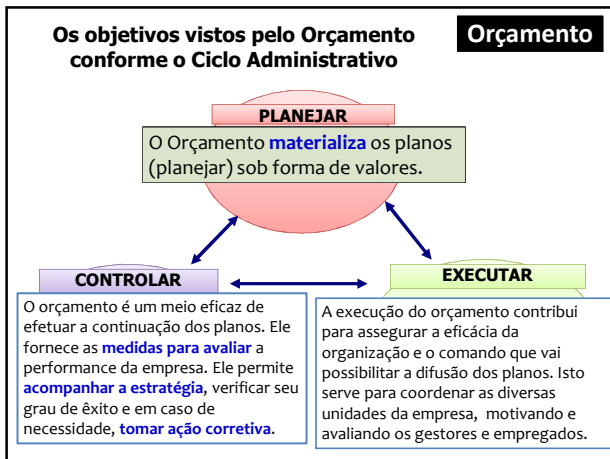 Os objetivos vistos pelo Orçamento
conforme o Ciclo Administrativo
Orçamento
PLANEJAR
O Orçamento materializa os planos
(planejar) sob forma de valores.
CONTROLAR
O orçamento é um meio eficaz de
efetuar a continuação dos planos. Ele
fornece as medidas para avaliar a
performance da empresa. Ele permite
acompanhar a estratégia, verificar seu
grau de êxito e em caso de
necessidade, tomar ação corretiva.
EXECUTAR
A execução do orçamento contribui
para assegurar a eficácia da
organização e o comando que vai
possibilitar a difusão dos planos. Isto
serve para coordenar as diversas
unidades da empresa, motivando e
avaliando os gestores e empregados.